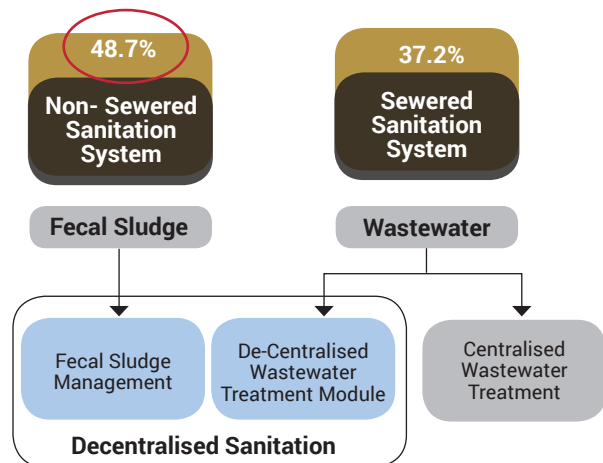 48.7%
Non- Sewered
Sanitation
System
37.2%
Sewered
Sanitation
System
Fecal Sludge
Wastewater
Fecal Sludge
Management
De-Centralised
Wastewater
Treatment Module
Centralised
Wastewater
Treatment
Decentralised Sanitation